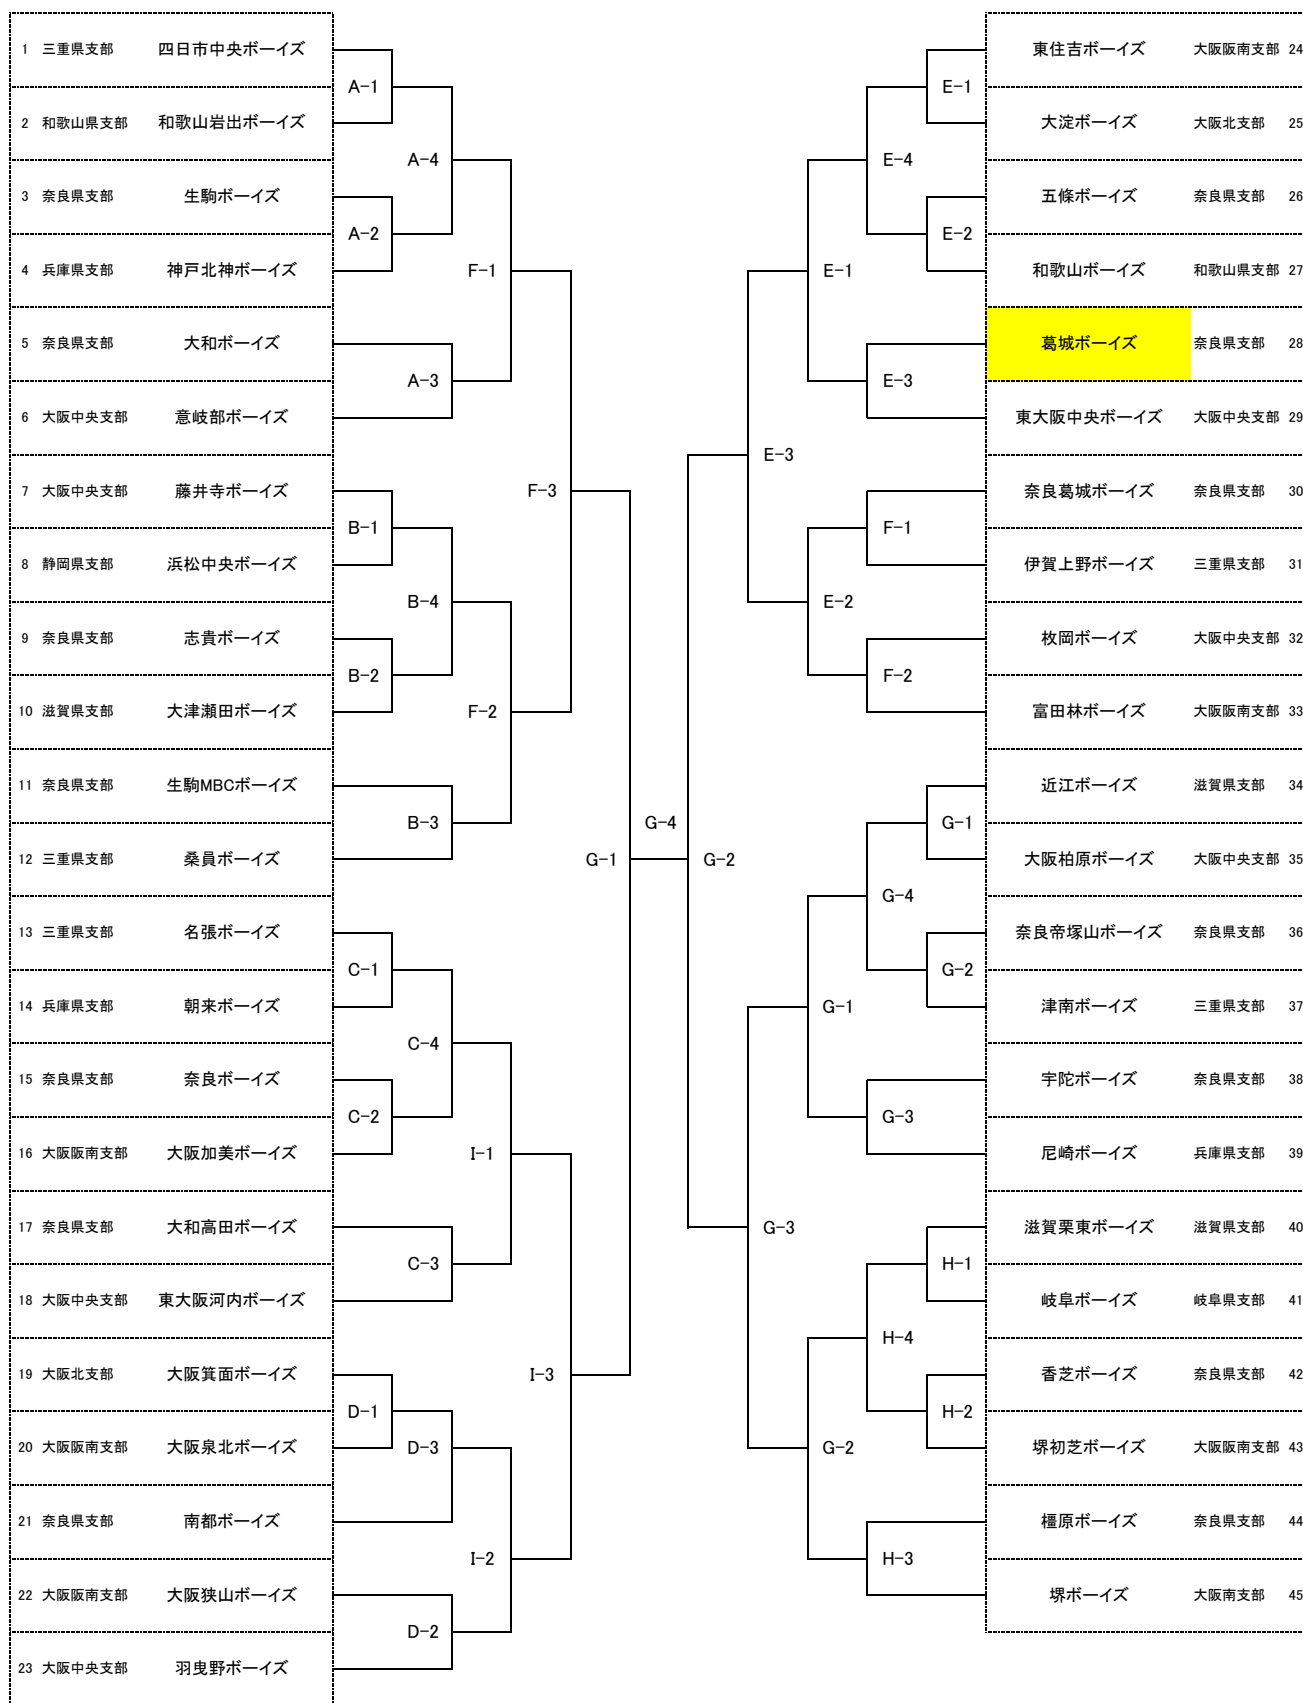 1 三重県支部 四日市中央ボーイズ
A-1
2 和歌山県支部 和歌山岩出ボーイズ
A-4
3 奈良県支部 生駒ボーイズ
A-2
4 兵庫県支部 神戸北神ボーイズ
F-1
5 奈良県支部 大和ボーイズ
A-3
6 大阪中央支部 意岐部ボーイズ
7 大阪中央支部 藤井寺ボーイズ
F-3
B-1
8 静岡県支部 浜松中央ボーイズ
B-4
9 奈良県支部 志貴ボーイズ
B-2
10 滋賀県支部 大津瀬田ボーイズ
F-2
11 奈良県支部 生駒MBCボーイズ
B-3
12 三重県支部 桑員ボーイズ
G-1
13 三重県支部 名張ボーイズ
C-1
14 兵庫県支部 朝来ボーイズ
C-4
15 奈良県支部 奈良ボーイズ
C-2
16 大阪阪南支部 大阪加美ボーイズ
I-1
17 奈良県支部 大和高田ボーイズ
C-3
18 大阪中央支部 東大阪河内ボーイズ
19 大阪北支部 大阪箕面ボーイズ
I-3
D-1
20 大阪阪南支部 大阪泉北ボーイズ
D-3
21 奈良県支部 南都ボーイズ
I-2
22 大阪阪南支部 大阪狭山ボーイズ
D-2
23 大阪中央支部 羽曳野ボーイズ
G-4
東住吉ボーイズ 大阪阪南支部 24
E-1
大淀ボーイズ 大阪北支部 25
E-4
五條ボーイズ 奈良県支部 26
E-2
和歌山ボーイズ 和歌山県支部 27
E-1
葛城ボーイズ 奈良県支部 28
E-3
東大阪中央ボーイズ 大阪中央支部 29
E-3
奈良葛城ボーイズ 奈良県支部 30
F-1
伊賀上野ボーイズ 三重県支部 31
E-2
枚岡ボーイズ 大阪中央支部 32
F-2
富田林ボーイズ 大阪阪南支部 33
近江ボーイズ 滋賀県支部 34
G-1
大阪柏原ボーイズ 大阪中央支部 35
G-2
G-4
奈良帝塚山ボーイズ 奈良県支部 36
G-2
津南ボーイズ 三重県支部 37
G-1
宇陀ボーイズ 奈良県支部 38
G-3
尼崎ボーイズ 兵庫県支部 39
滋賀栗東ボーイズ 滋賀県支部 40
G-3
H-1
岐阜ボーイズ 岐阜県支部 41
H-4
香芝ボーイズ 奈良県支部 42
H-2
堺初芝ボーイズ 大阪阪南支部 43
G-2
橿原ボーイズ 奈良県支部 44
H-3
堺ボーイズ 大阪南支部 45